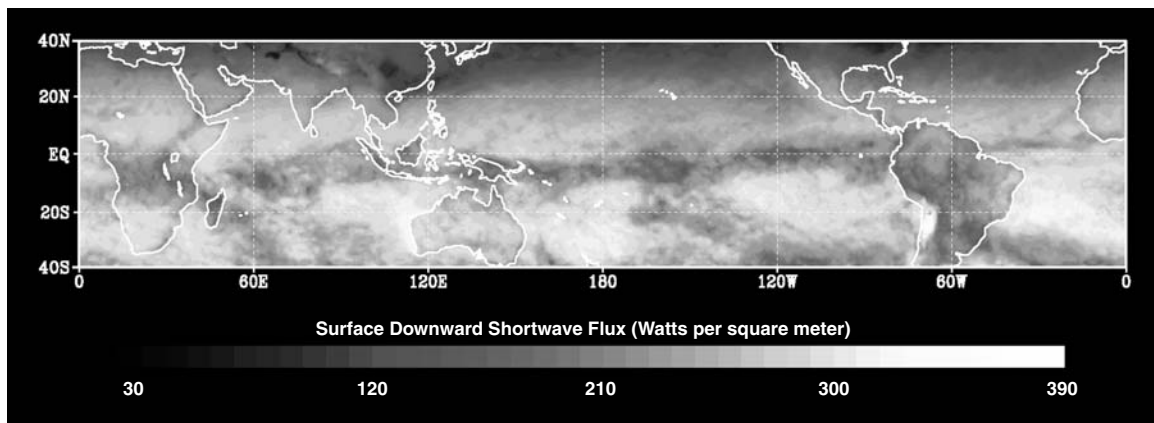 40N
20N
EQ
20S
40S
0 60E 120E 180 120W 60W 0
Surface Downward Shortwave Flux (Watts per square meter)
30 120 210 300 390